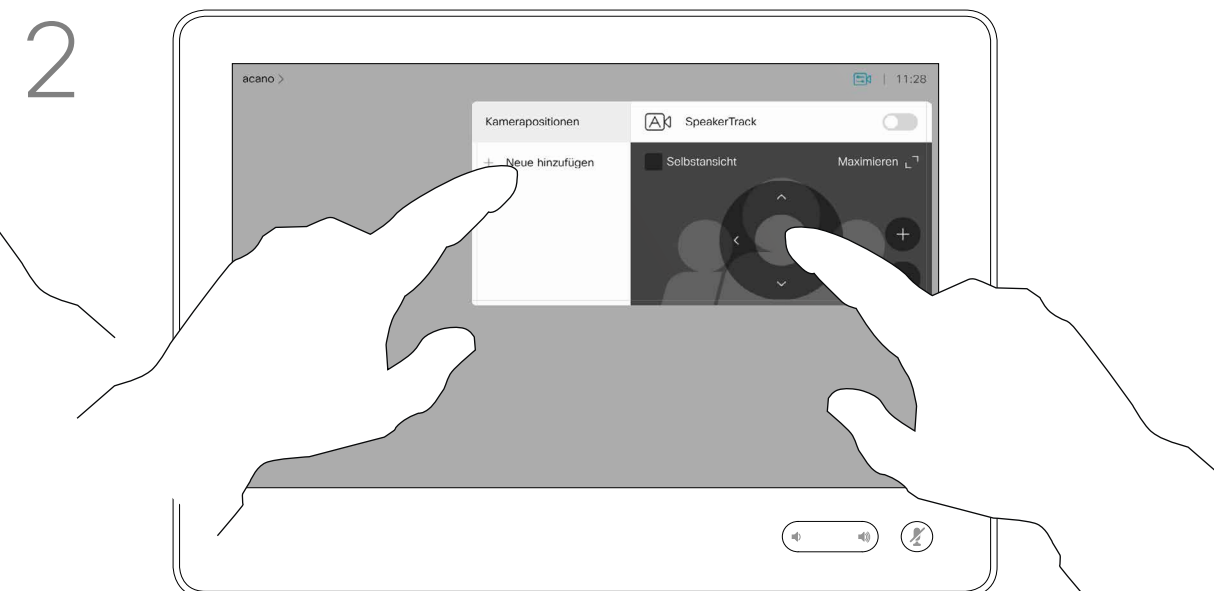 2
acano >
11:28
Kamerapositionen
SpeakerTrack
+ Neue hinzufügen
Selbstansicht
Maximieren